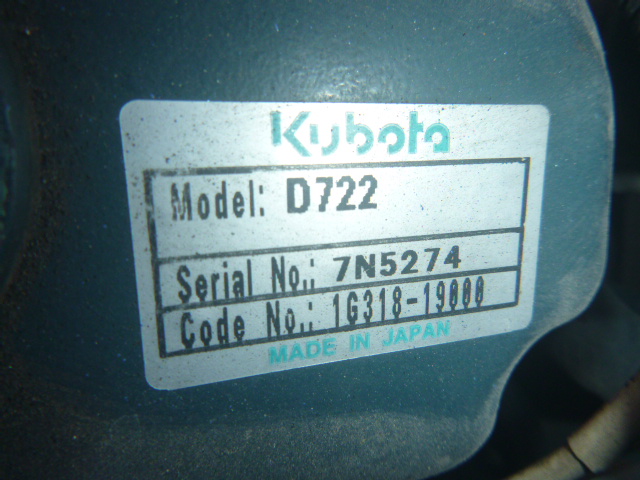 Kubota
Model: D722
Serial No.: 7N5274
Code No.: 1G318-19000
MADE IN JAPAN